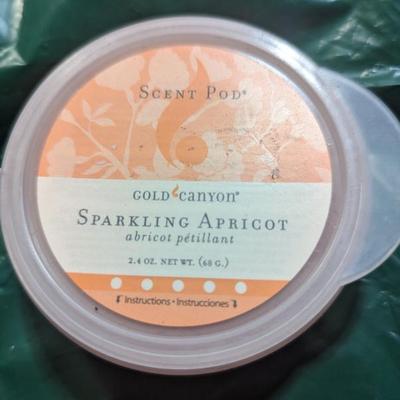 SCENT POD®
GOLD CANYON®
SPARKLING APRICOT
abricot pétillant
2.4 OZ. NET WT. (68 G.)
Instructions • Instrucciones